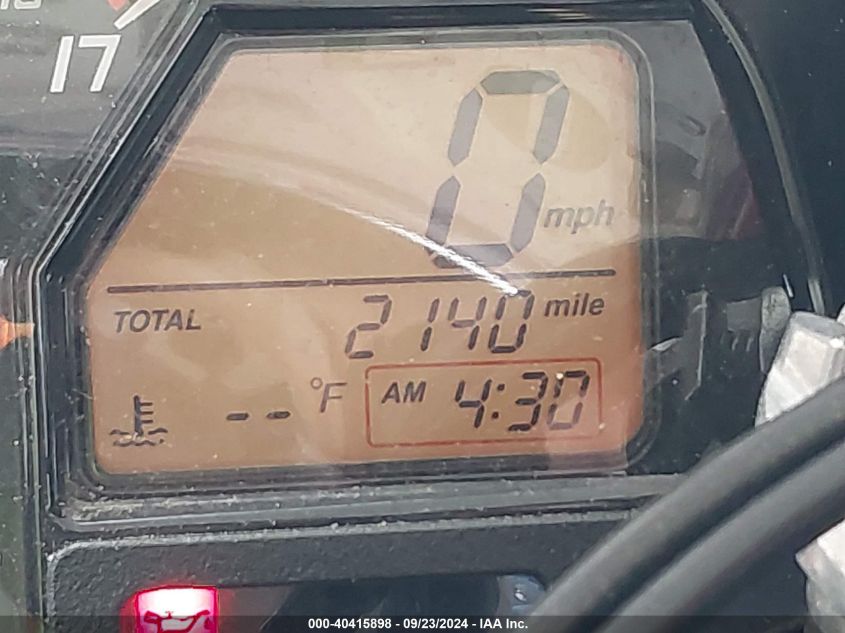 17
0 mph
TOTAL 2140 mile
-- °F AM 4:30
000-40415898 - 09/23/2024 - IAA Inc.